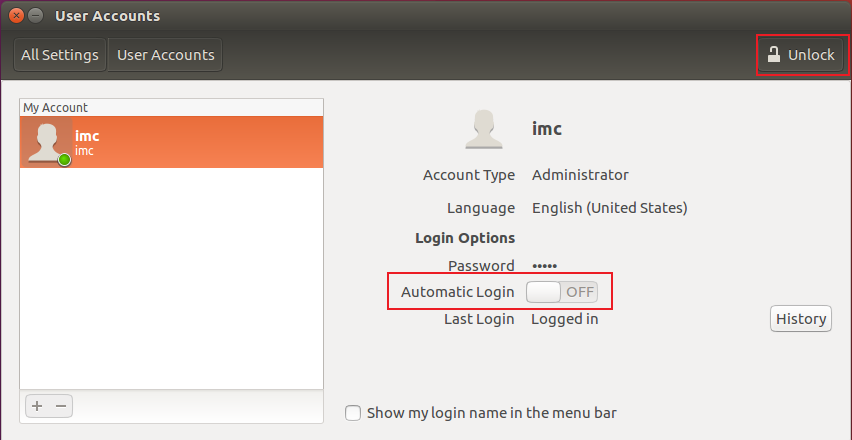 User Accounts
All Settings User Accounts Unlock
My Account
imc
imc
imc
Account Type Administrator
Language English (United States)
Login Options
Password •••••
Automatic Login OFF
Last Login Logged in History
+ −
Show my login name in the menu bar